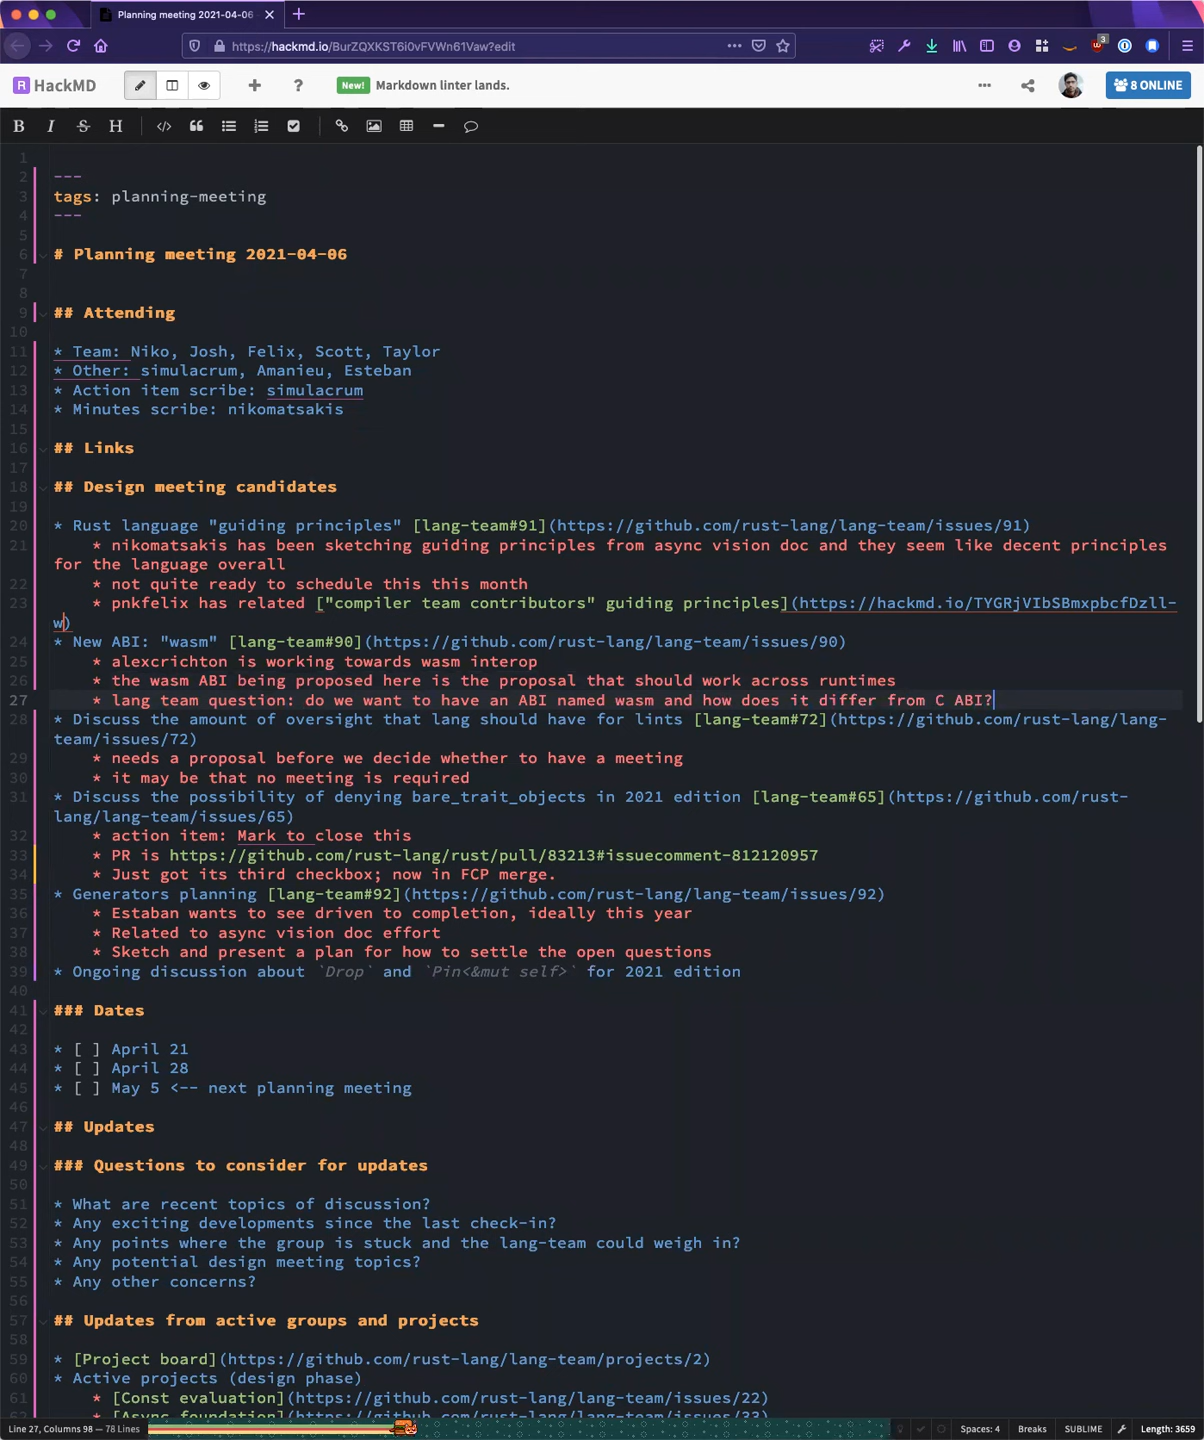 Planning meeting 2021-04-06
https://hackmd.io/BurZQXKST6i0vFVWn61Vaw?edit
3
HackMD
New! Markdown linter lands.
8 ONLINE
B I S H
1
2 ---
3 tags: planning-meeting
4 ---
5
6 # Planning meeting 2021-04-06
7
8
9 ## Attending
10
11 * Team: Niko, Josh, Felix, Scott, Taylor
12 * Other: simulacrum, Amanieu, Esteban
13 * Action item scribe: simulacrum
14 * Minutes scribe: nikomatsakis
15
16 ## Links
17
18 ## Design meeting candidates
19
20 * Rust language "guiding principles" [lang-team#91](https://github.com/rust-lang/lang-team/issues/91)
21 * nikomatsakis has been sketching guiding principles from async vision doc and they seem like decent principles
for the language overall
22 * not quite ready to schedule this this month
23 * pnkfelix has related ["compiler team contributors" guiding principles](https://hackmd.io/TYGRjVIbSBmxpbcfDzll-
w)
24 * New ABI: "wasm" [lang-team#90](https://github.com/rust-lang/lang-team/issues/90)
25 * alexcrichton is working towards wasm interop
26 * the wasm ABI being proposed here is the proposal that should work across runtimes
27 * lang team question: do we want to have an ABI named wasm and how does it differ from C ABI?
28 * Discuss the amount of oversight that lang should have for lints [lang-team#72](https://github.com/rust-lang/lang-
team/issues/72)
29 * needs a proposal before we decide whether to have a meeting
30 * it may be that no meeting is required
31 * Discuss the possibility of denying bare_trait_objects in 2021 edition [lang-team#65](https://github.com/rust-
lang/lang-team/issues/65)
32 * action item: Mark to close this
33 * PR is https://github.com/rust-lang/rust/pull/83213#issuecomment-812120957
34 * Just got its third checkbox; now in FCP merge.
35 * Generators planning [lang-team#92](https://github.com/rust-lang/lang-team/issues/92)
36 * Estaban wants to see driven to completion, ideally this year
37 * Related to async vision doc effort
38 * Sketch and present a plan for how to settle the open questions
39 * Ongoing discussion about `Drop` and `Pin<&mut self>` for 2021 edition
40
41 ### Dates
42
43 * [ ] April 21
44 * [ ] April 28
45 * [ ] May 5 <-- next planning meeting
46
47 ## Updates
48
49 ### Questions to consider for updates
50
51 * What are recent topics of discussion?
52 * Any exciting developments since the last check-in?
53 * Any points where the group is stuck and the lang-team could weigh in?
54 * Any potential design meeting topics?
55 * Any other concerns?
56
57 ## Updates from active groups and projects
58
59 * [Project board](https://github.com/rust-lang/lang-team/projects/2)
60 * Active projects (design phase)
61 * [Const evaluation](https://github.com/rust-lang/lang-team/issues/22)
62 * [Async foundation](https://github.com/rust-lang/lang-team/issues/33)
Line 27, Columns 98 — 78 Lines
Spaces: 4 Breaks SUBLIME Length: 3659